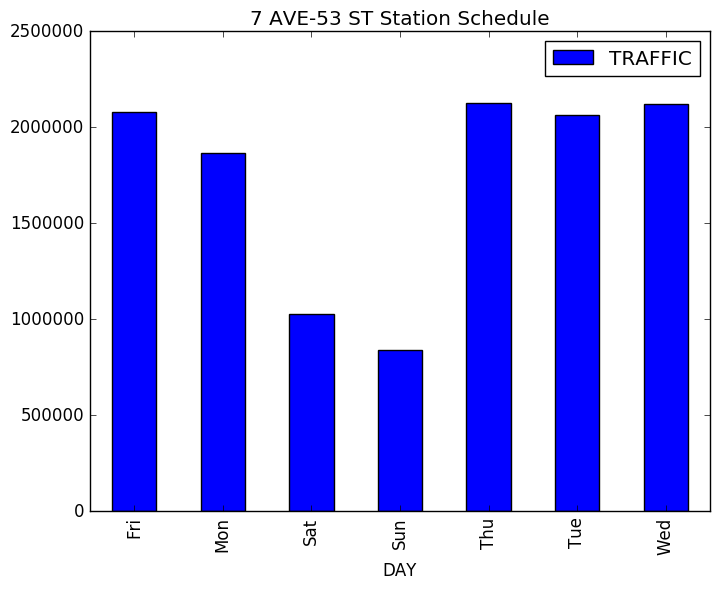 7 AVE-53 ST Station Schedule
TRAFFIC
2500000
2000000
1500000
1000000
500000
0
Fri
Mon
Sat
Sun
Thu
Tue
Wed
DAY